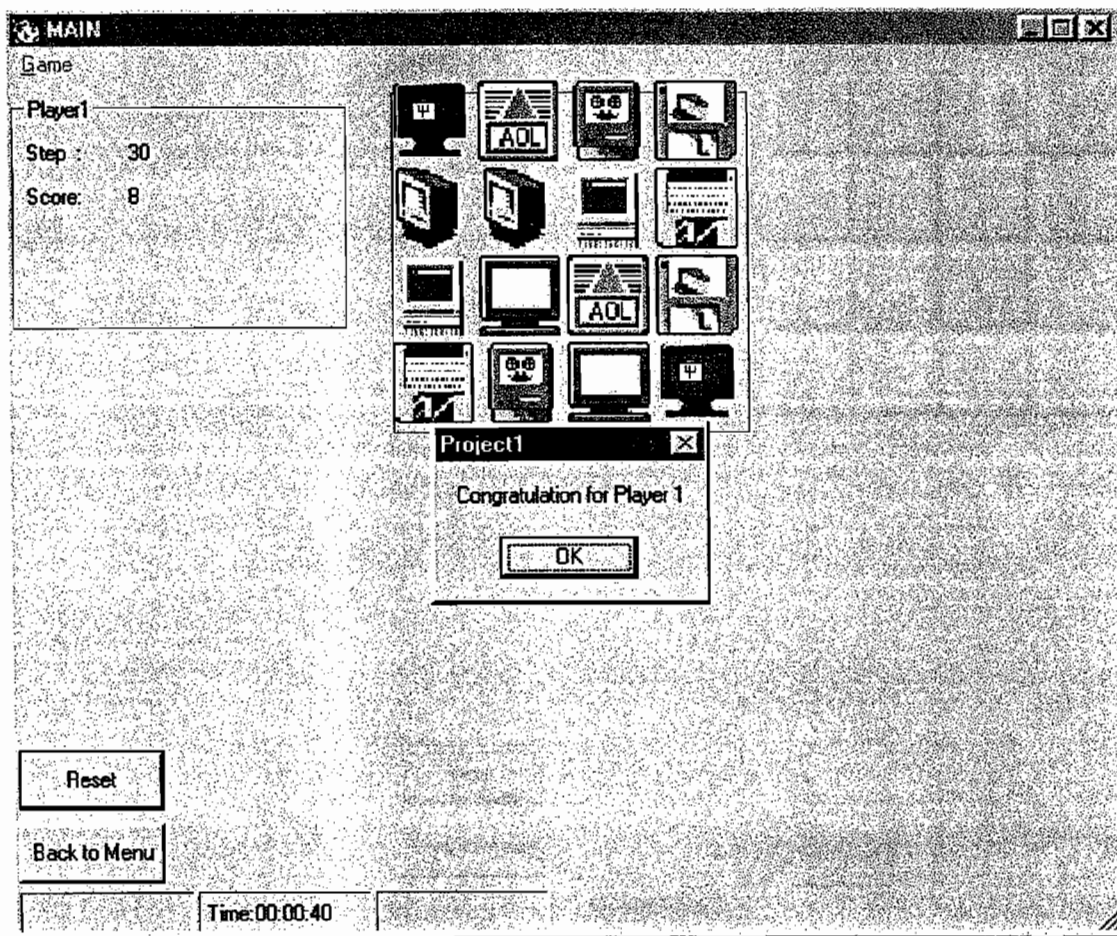 MAIN
Game
Player1
Step : 30
Score: 8
AOL
AOL
Project1
Congratulation for Player 1
OK
Reset
Back to Menu
Time:00:00:40